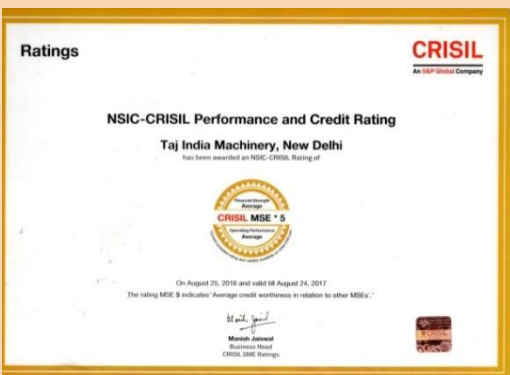 Ratings
CRISIL
An S&P Global Company
NSIC-CRISIL Performance and Credit Rating
Taj India Machinery, New Delhi
has been awarded an NSIC-CRISIL Rating of
Financial Strength
Average
CRISIL MSE * 5
Operating Performance
Average
On August 25, 2016 and valid till August 24, 2017
The rating MSE 5 indicates 'Average credit worthiness in relation to other MSEs'.
Manish Jaiswal
Business Head
CRISIL SME Ratings
CRISIL